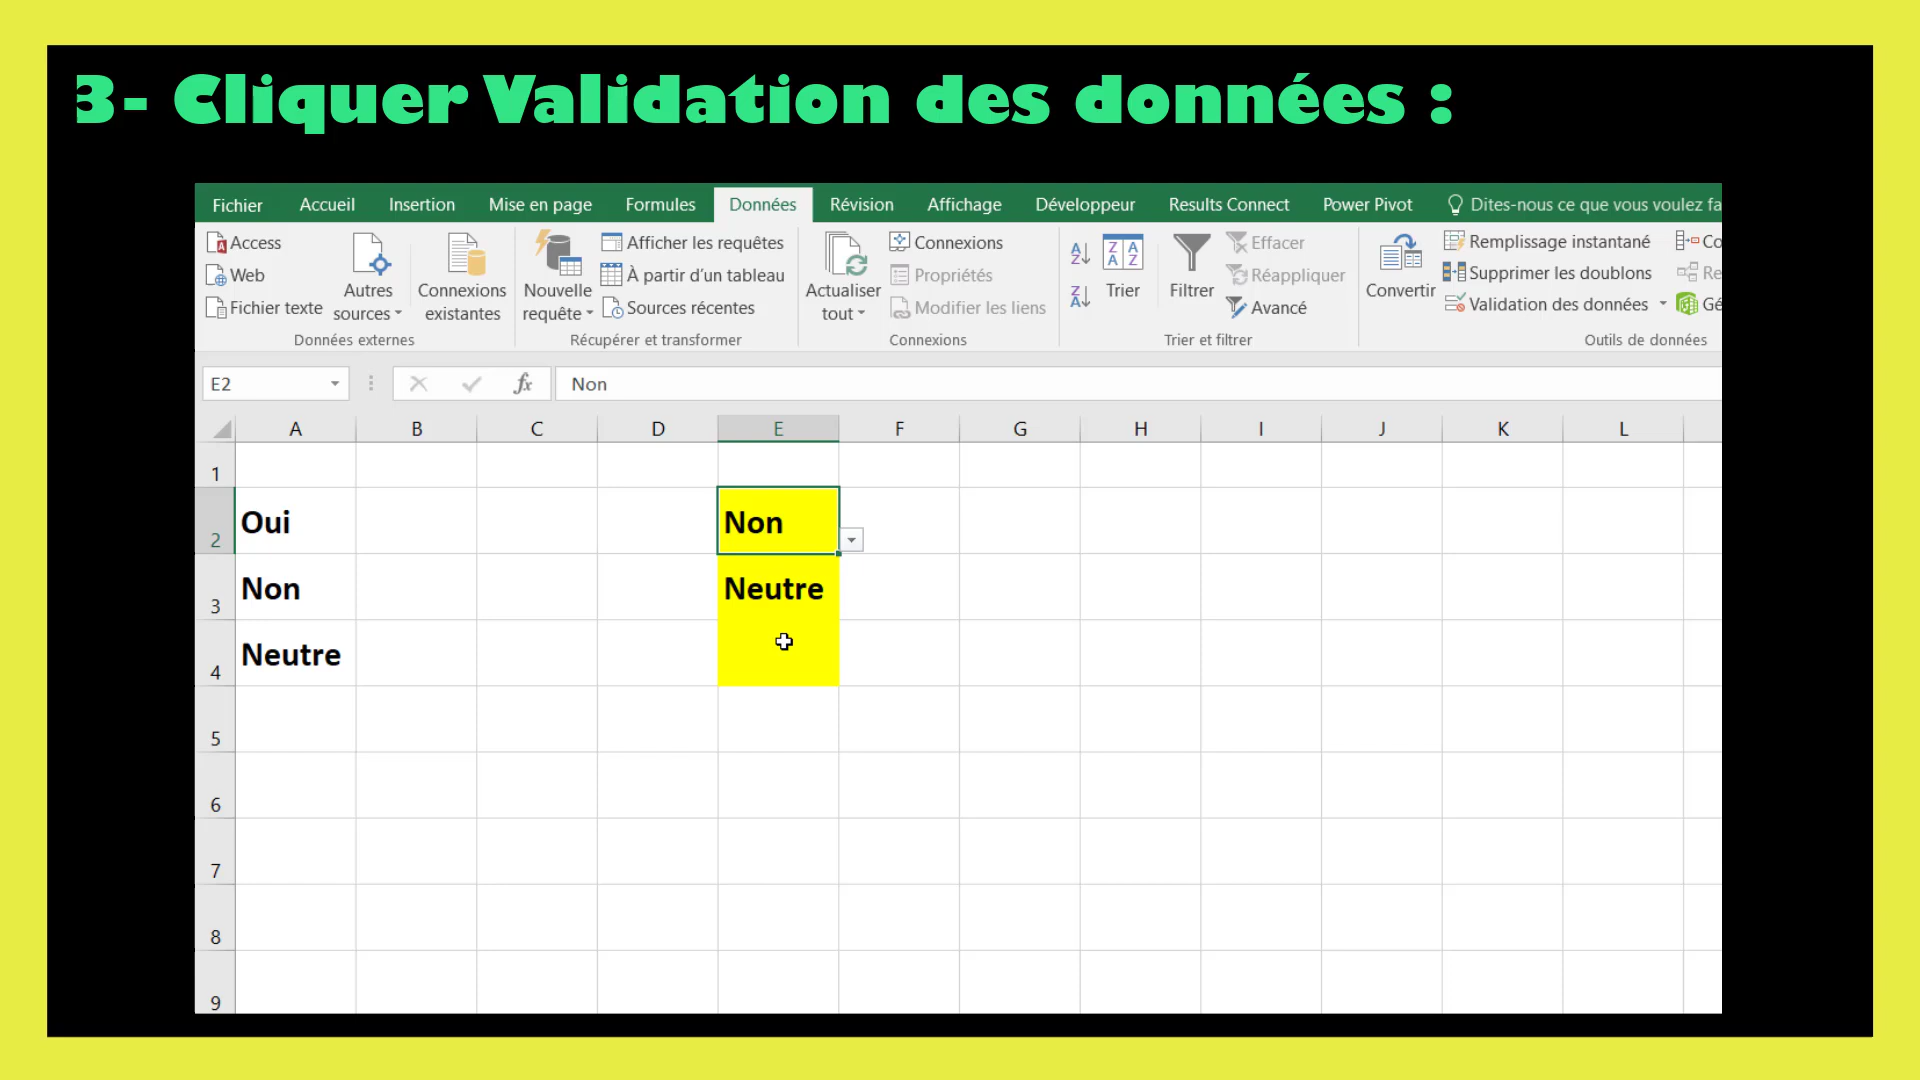 3- Cliquer Validation des données :
Fichier Accueil Insertion Mise en page Formules Données Révision Affichage Développeur Results Connect Power Pivot Dites-nous ce que vous voulez fa
Access
Web
Fichier texte
Autres
sources
Connexions
existantes
Données externes
Nouvelle
requête
Afficher les requêtes
À partir d'un tableau
Sources récentes
Récupérer et transformer
Actualiser
tout
Connexions
Propriétés
Modifier les liens
Connexions
Trier
Filtrer
Effacer
Réappliquer
Avancé
Trier et filtrer
Convertir
Remplissage instantané
Supprimer les doublons
Validation des données
Co
Re
Gé
Outils de données
E2 fx Non
A B C D E F G H I J K L
1
2 Oui Non
3 Non Neutre
4 Neutre
5
6
7
8
9